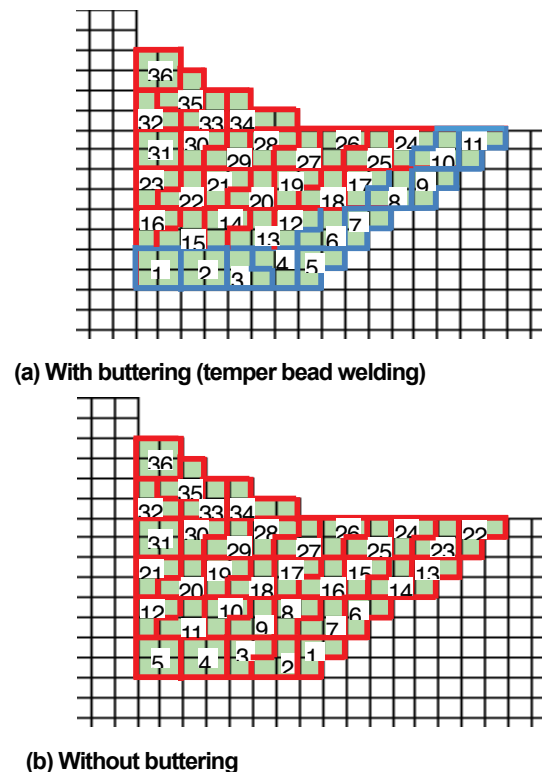 36
35
32 33 34
31 30 28 26 24 11
29 27 25 10
23 21 19 17 9
22 20 18 8
16 14 12 7
15 13 6
1 2 3 4 5
(a) With buttering (temper bead welding)
36
35
32 33 34
31 30 28 26 24 22
29 27 25 23
21 19 17 15 13
20 18 16 14
12 10 8 6
11 9 7
5 4 3 2 1
(b) Without buttering